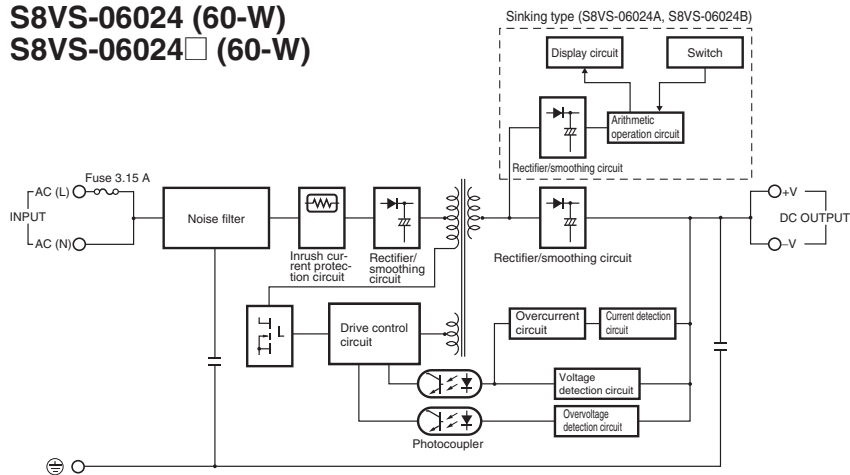 S8VS-06024 (60-W)
S8VS-06024□ (60-W)
Sinking type (S8VS-06024A, S8VS-06024B)
Display circuit
Switch
Arithmetic
operation circuit
Rectifier/smoothing circuit
Fuse 3.15 A
AC (L)
INPUT
AC (N)
Noise filter
Inrush cur-
rent protec-
tion circuit
Rectifier/
smoothing
circuit
Rectifier/smoothing circuit
+V
DC OUTPUT
–V
Drive control
circuit
Overcurrent
circuit
Current detection
circuit
Voltage
detection circuit
Overvoltage
detection circuit
Photocoupler